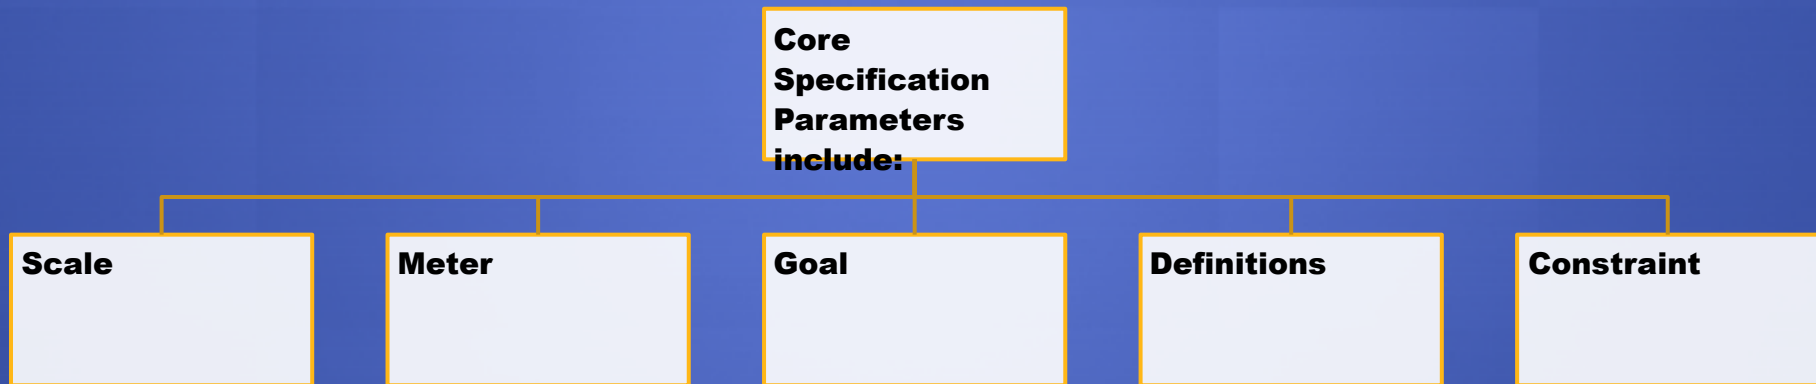 Core
Specification
Parameters
include:
Scale
Meter
Goal
Definitions
Constraint